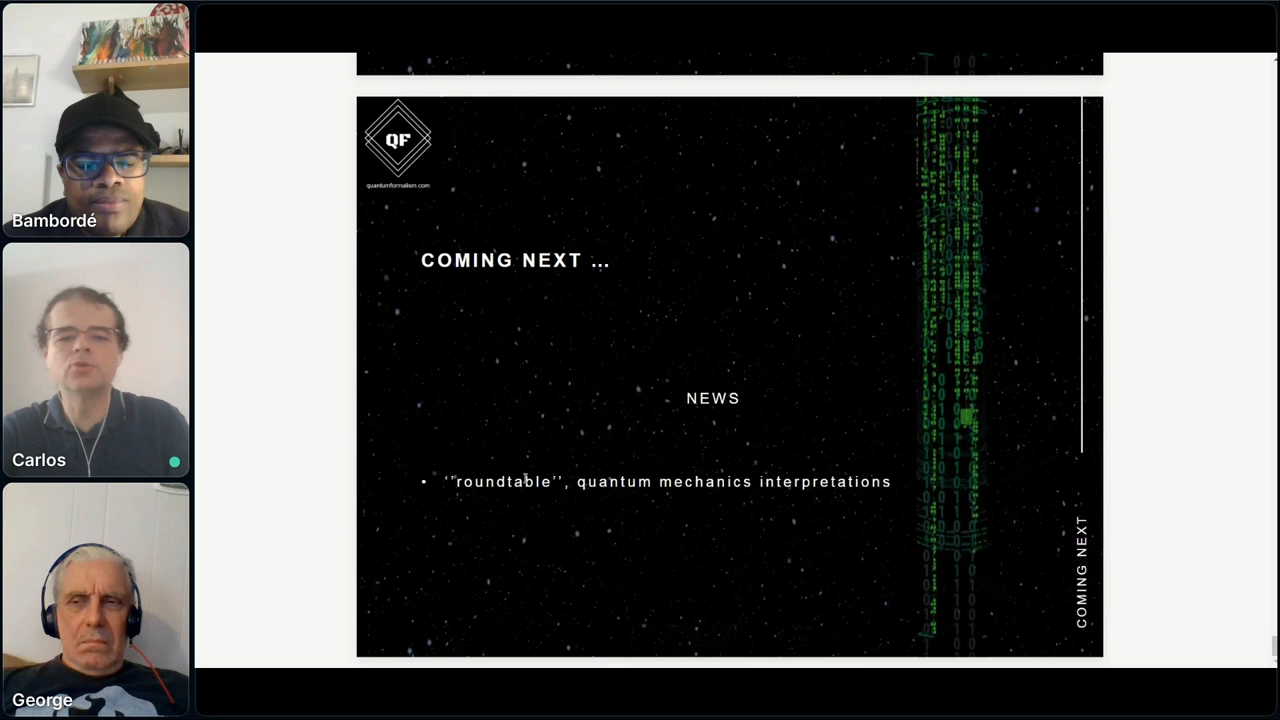 Bambordé
Carlos
George
QF
quantumformalism.com
COMING NEXT ...
NEWS
• ‘’roundtable’’, quantum mechanics interpretations
COMING NEXT